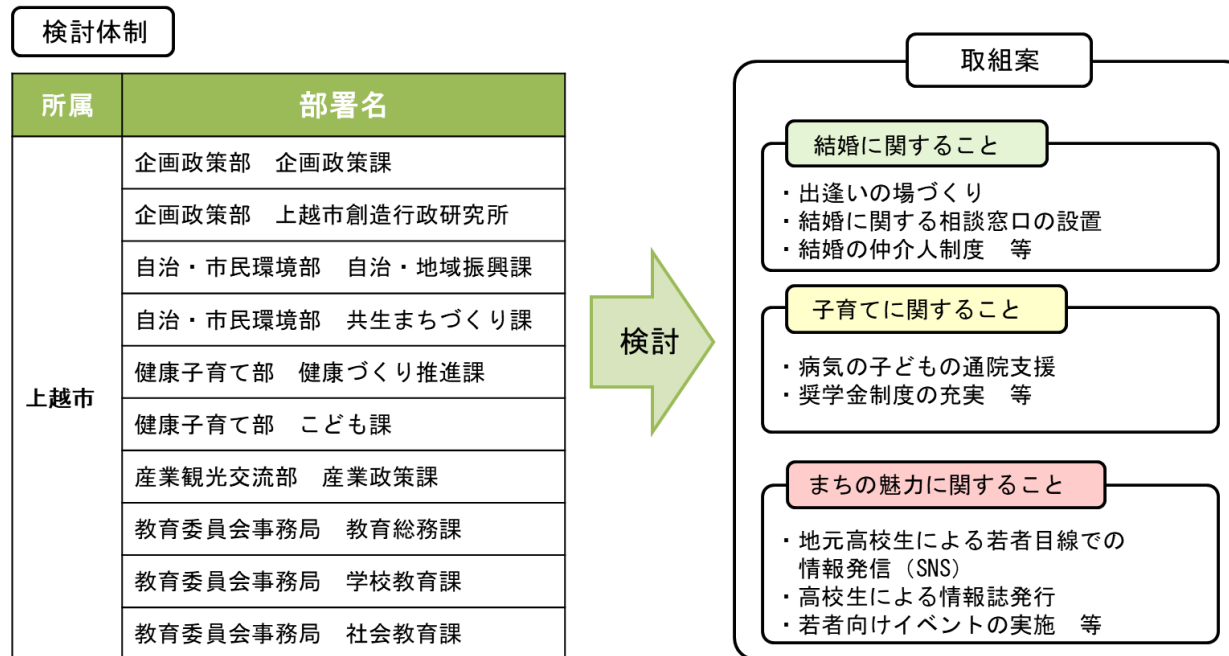 検討体制
所属 部署名
上越市
企画政策部　企画政策課
企画政策部　上越市創造行政研究所
自治・市民環境部　自治・地域振興課
自治・市民環境部　共生まちづくり課
健康子育て部　健康づくり推進課
健康子育て部　こども課
産業観光交流部　産業政策課
教育委員会事務局　教育総務課
教育委員会事務局　学校教育課
教育委員会事務局　社会教育課
検討
取組案
結婚に関すること
・出逢いの場づくり
・結婚に関する相談窓口の設置
・結婚の仲介人制度　等
子育てに関すること
・病気の子どもの通院支援
・奨学金制度の充実　等
まちの魅力に関すること
・地元高校生による若者目線での
情報発信（SNS）
・高校生による情報誌発行
・若者向けイベントの実施　等